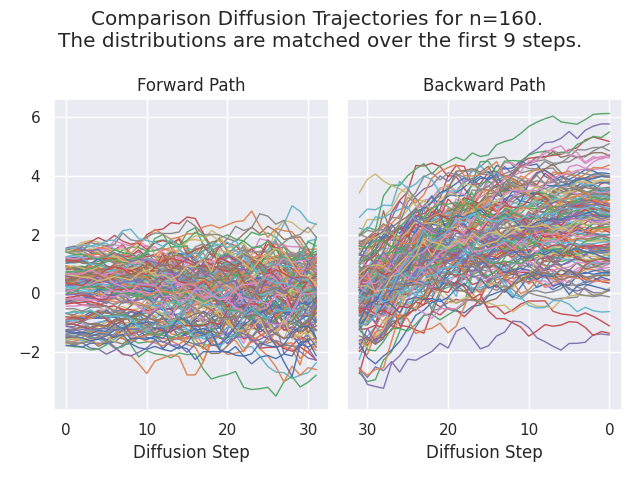 Comparison Diffusion Trajectories for n=160.
The distributions are matched over the first 9 steps.
Forward Path
Backward Path
6
4
2
0
−2
0 10 20 30
30 20 10 0
Diffusion Step
Diffusion Step